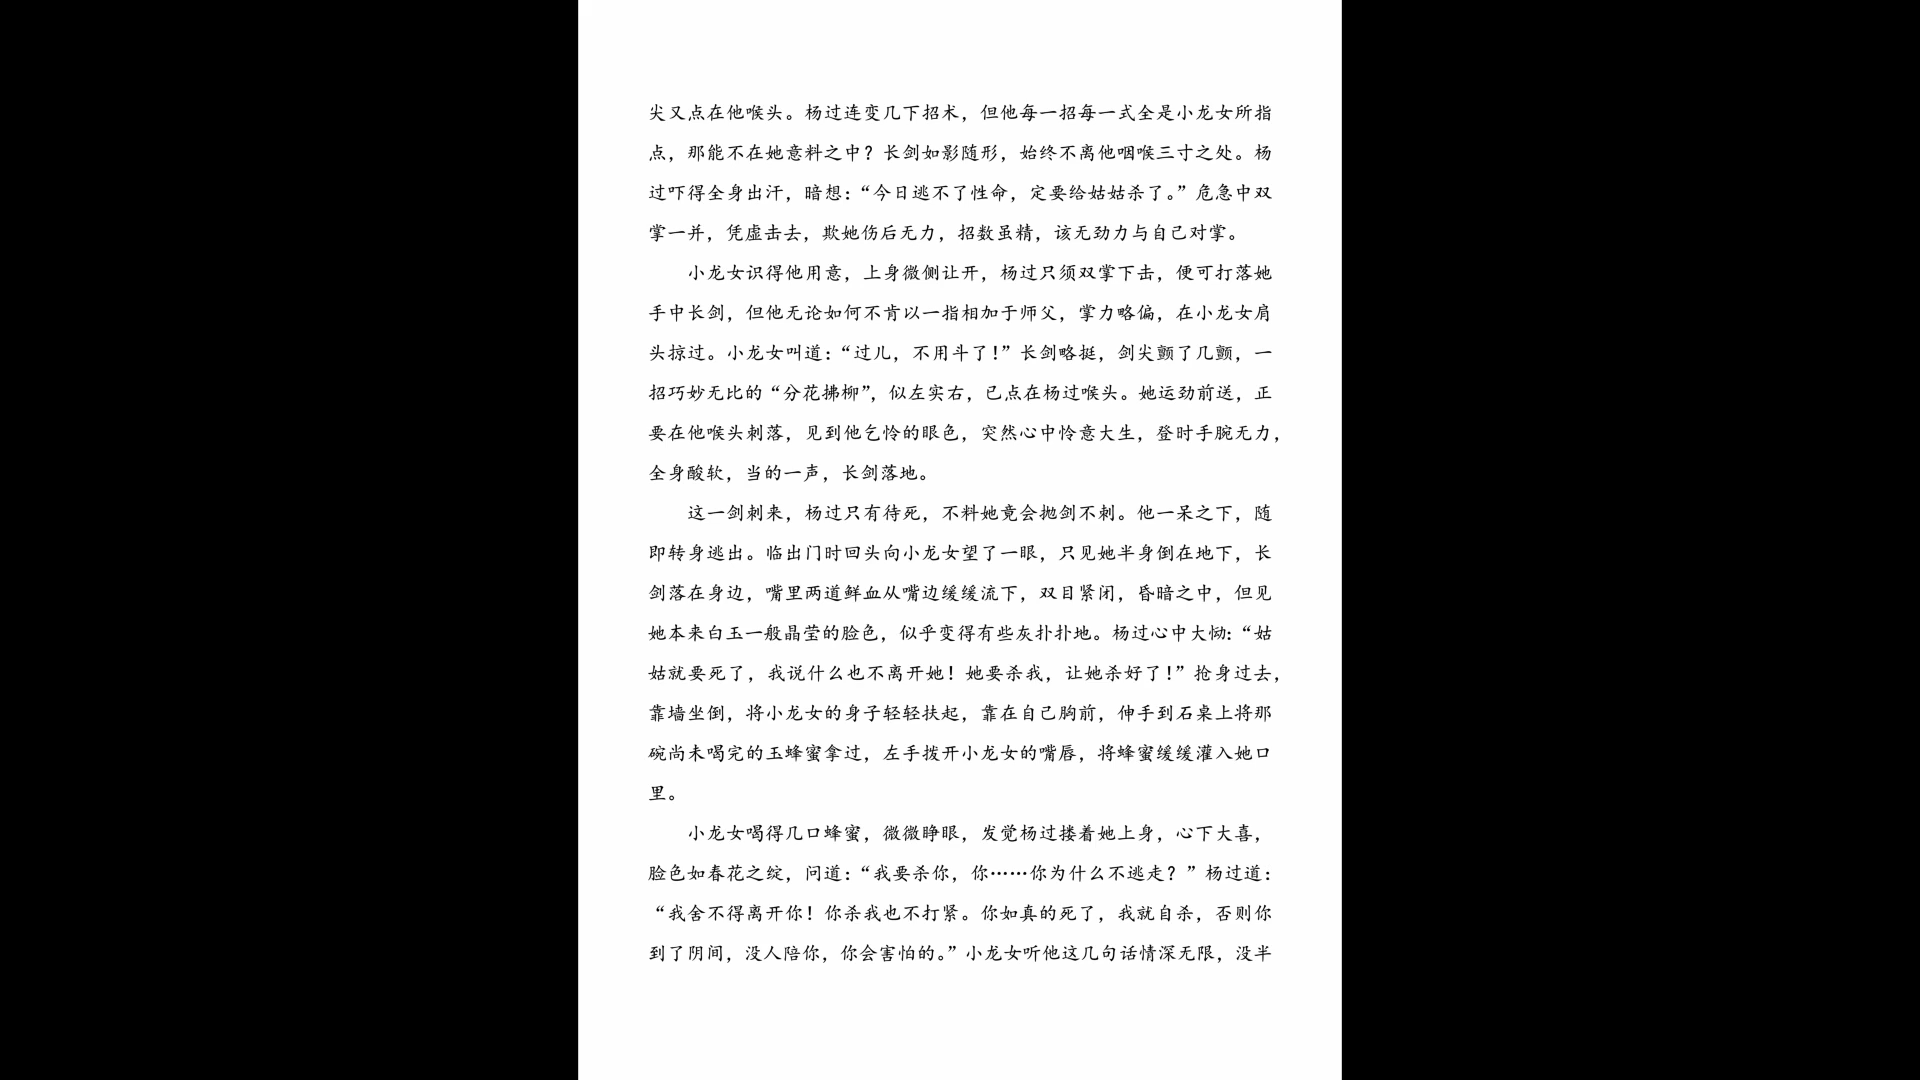 尖又点在他喉头。杨过连变几下招术，但他每一招每一式全是小龙女所指
点，那能不在她意料之中？长剑如影随形，始终不离他咽喉三寸之处。杨
过吓得全身出汗，暗想：“今日逃不了性命，定要给姑姑杀了。”危急中双
掌一并，凭虚击去，欺她伤后无力，招数虽精，该无劲力与自己对掌。
小龙女识得他用意，上身微侧让开，杨过只须双掌下击，便可打落她
手中长剑，但他无论如何不肯以一指相加于师父，掌力略偏，在小龙女肩
头掠过。小龙女叫道：“过儿，不用斗了！”长剑略挺，剑尖颤了几颤，一
招巧妙无比的“分花拂柳”，似左实右，已点在杨过喉头。她运劲前送，正
要在他喉头刺落，见到他乞怜的眼色，突然心中怜意大生，登时手腕无力，
全身酸软，当的一声，长剑落地。
这一剑刺来，杨过只有待死，不料她竟会抛剑不刺。他一呆之下，随
即转身逃出。临出门时回头向小龙女望了一眼，只见她半身倒在地下，长
剑落在身边，嘴里两道鲜血从嘴边缓缓流下，双目紧闭，昏暗之中，但见
她本来白玉一般晶莹的脸色，似乎变得有些灰扑扑地。杨过心中大恸：“姑
姑就要死了，我说什么也不离开她！她要杀我，让她杀好了！”抢身过去，
靠墙坐倒，将小龙女的身子轻轻扶起，靠在自己胸前，伸手到石桌上将那
碗尚未喝完的玉蜂蜜拿过，左手拨开小龙女的嘴唇，将蜂蜜缓缓灌入她口
里。
小龙女喝得几口蜂蜜，微微睁眼，发觉杨过搂着她上身，心下大喜，
脸色如春花之绽，问道：“我要杀你，你……你为什么不逃走？”杨过道：
“我舍不得离开你！你杀我也不打紧。你如真的死了，我就自杀，否则你
到了阴间，没人陪你，你会害怕的。”小龙女听他这几句话情深无限，没半